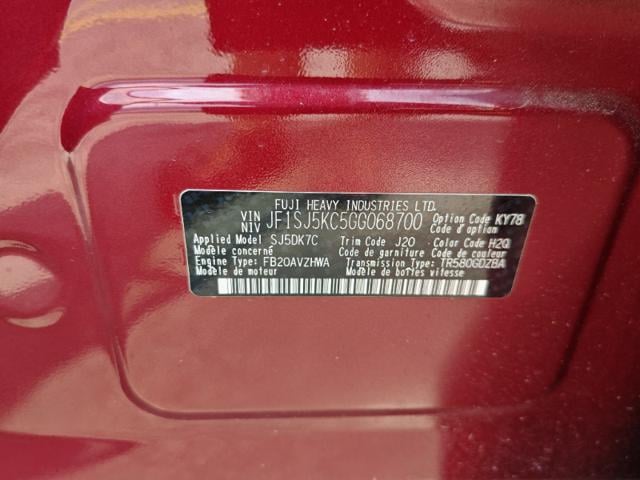 FUJI HEAVY INDUSTRIES LTD.
VIN NIV JF1SJ5KC5GG068700 Option Code KY78
Code d'option
Applied Model SJ5DK7C Trim Code J20 Color Code H2Q
Modèle concerné Code de garniture Code de couleur
Engine Type: FB20AVZHWA Transmission Type: TR580GDZBA
Modèle de moteur Modèle de boîtes vitesse